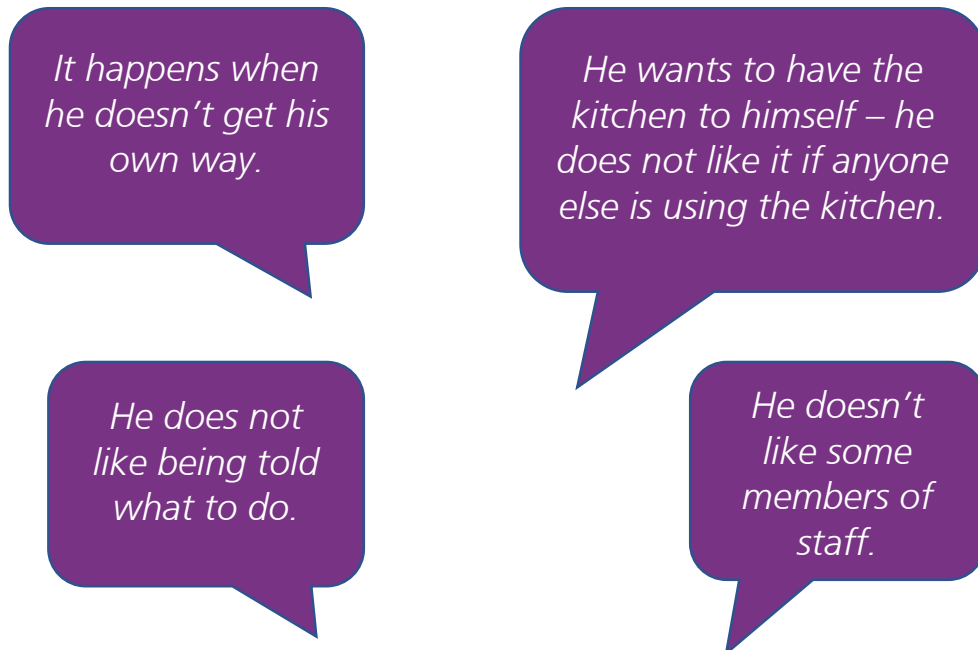 It happens when
he doesn’t get his
own way.
He wants to have the
kitchen to himself – he
does not like it if anyone
else is using the kitchen.
He does not
like being told
what to do.
He doesn’t
like some
members of
staff.